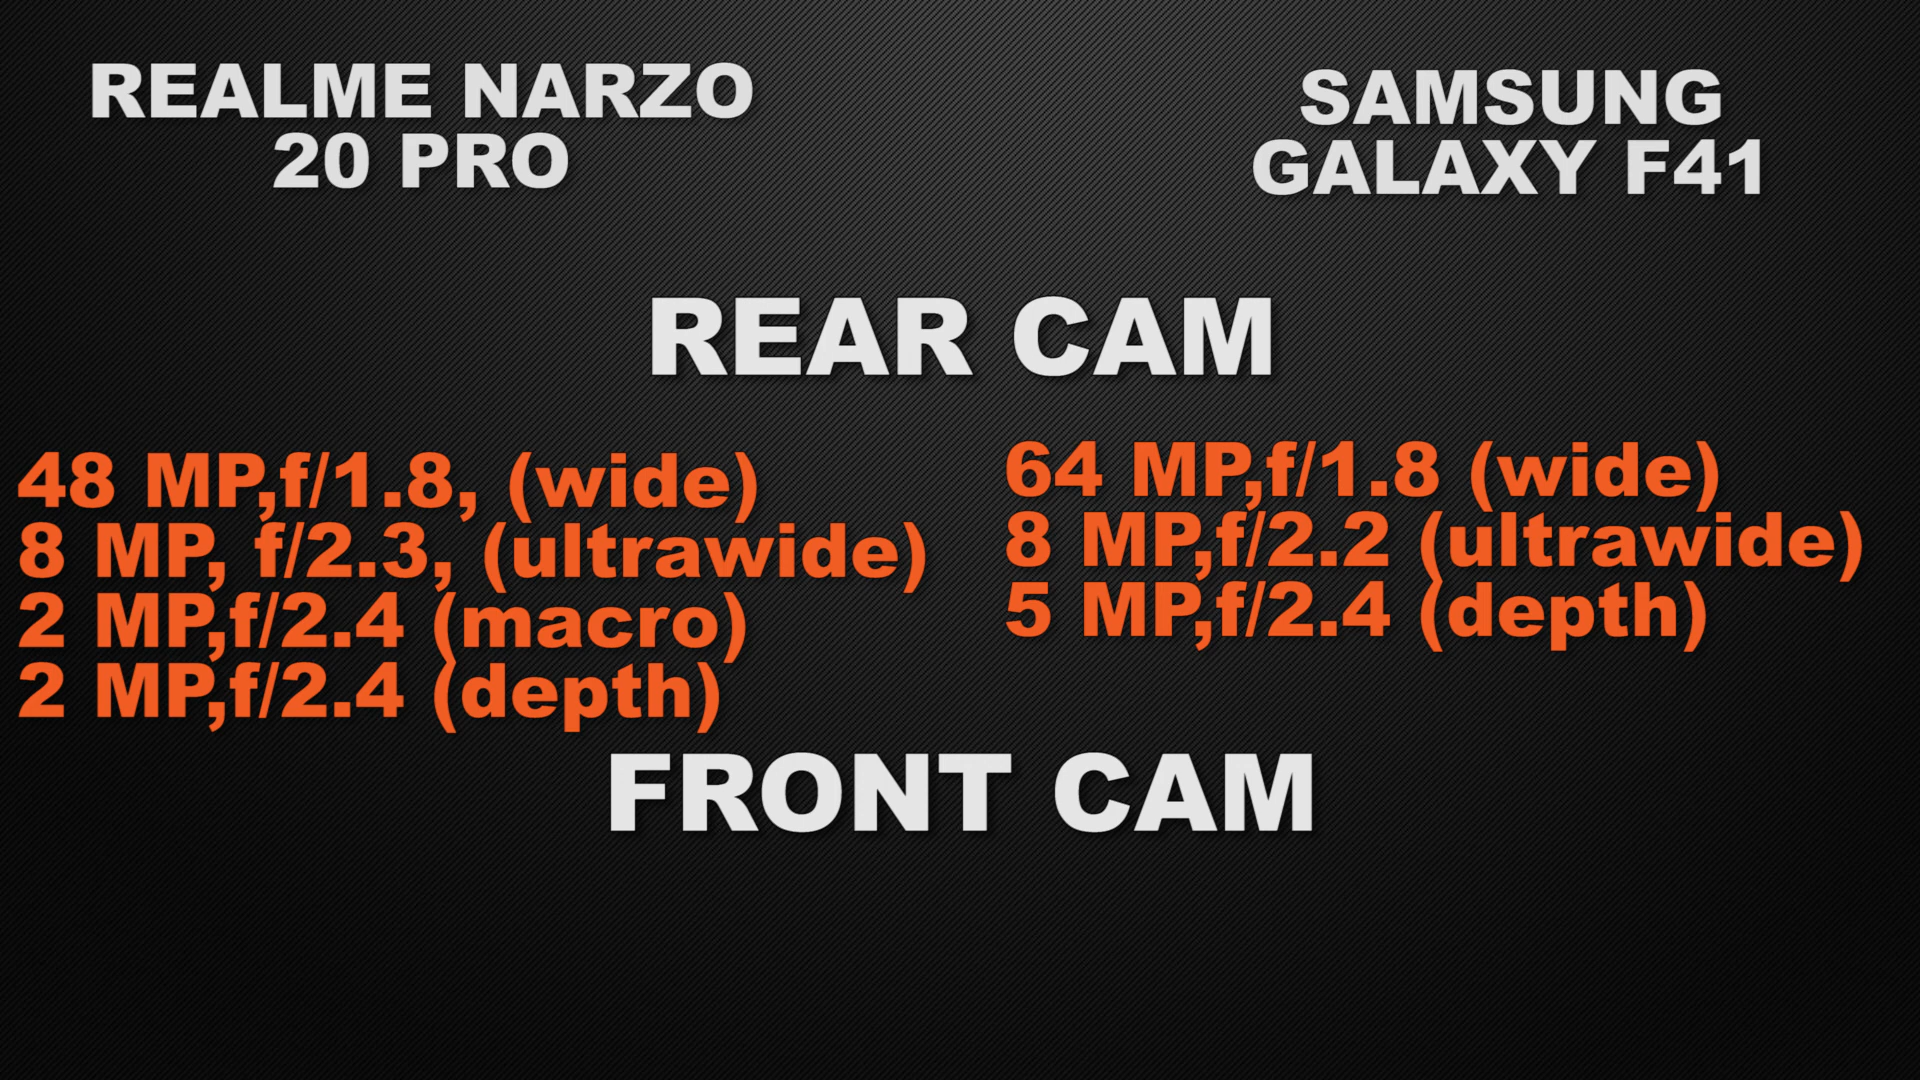 REALME NARZO
20 PRO
SAMSUNG
GALAXY F41
REAR CAM
48 MP,f/1.8, (wide)
8 MP, f/2.3, (ultrawide)
2 MP,f/2.4 (macro)
2 MP,f/2.4 (depth)
64 MP,f/1.8 (wide)
8 MP,f/2.2 (ultrawide)
5 MP,f/2.4 (depth)
FRONT CAM